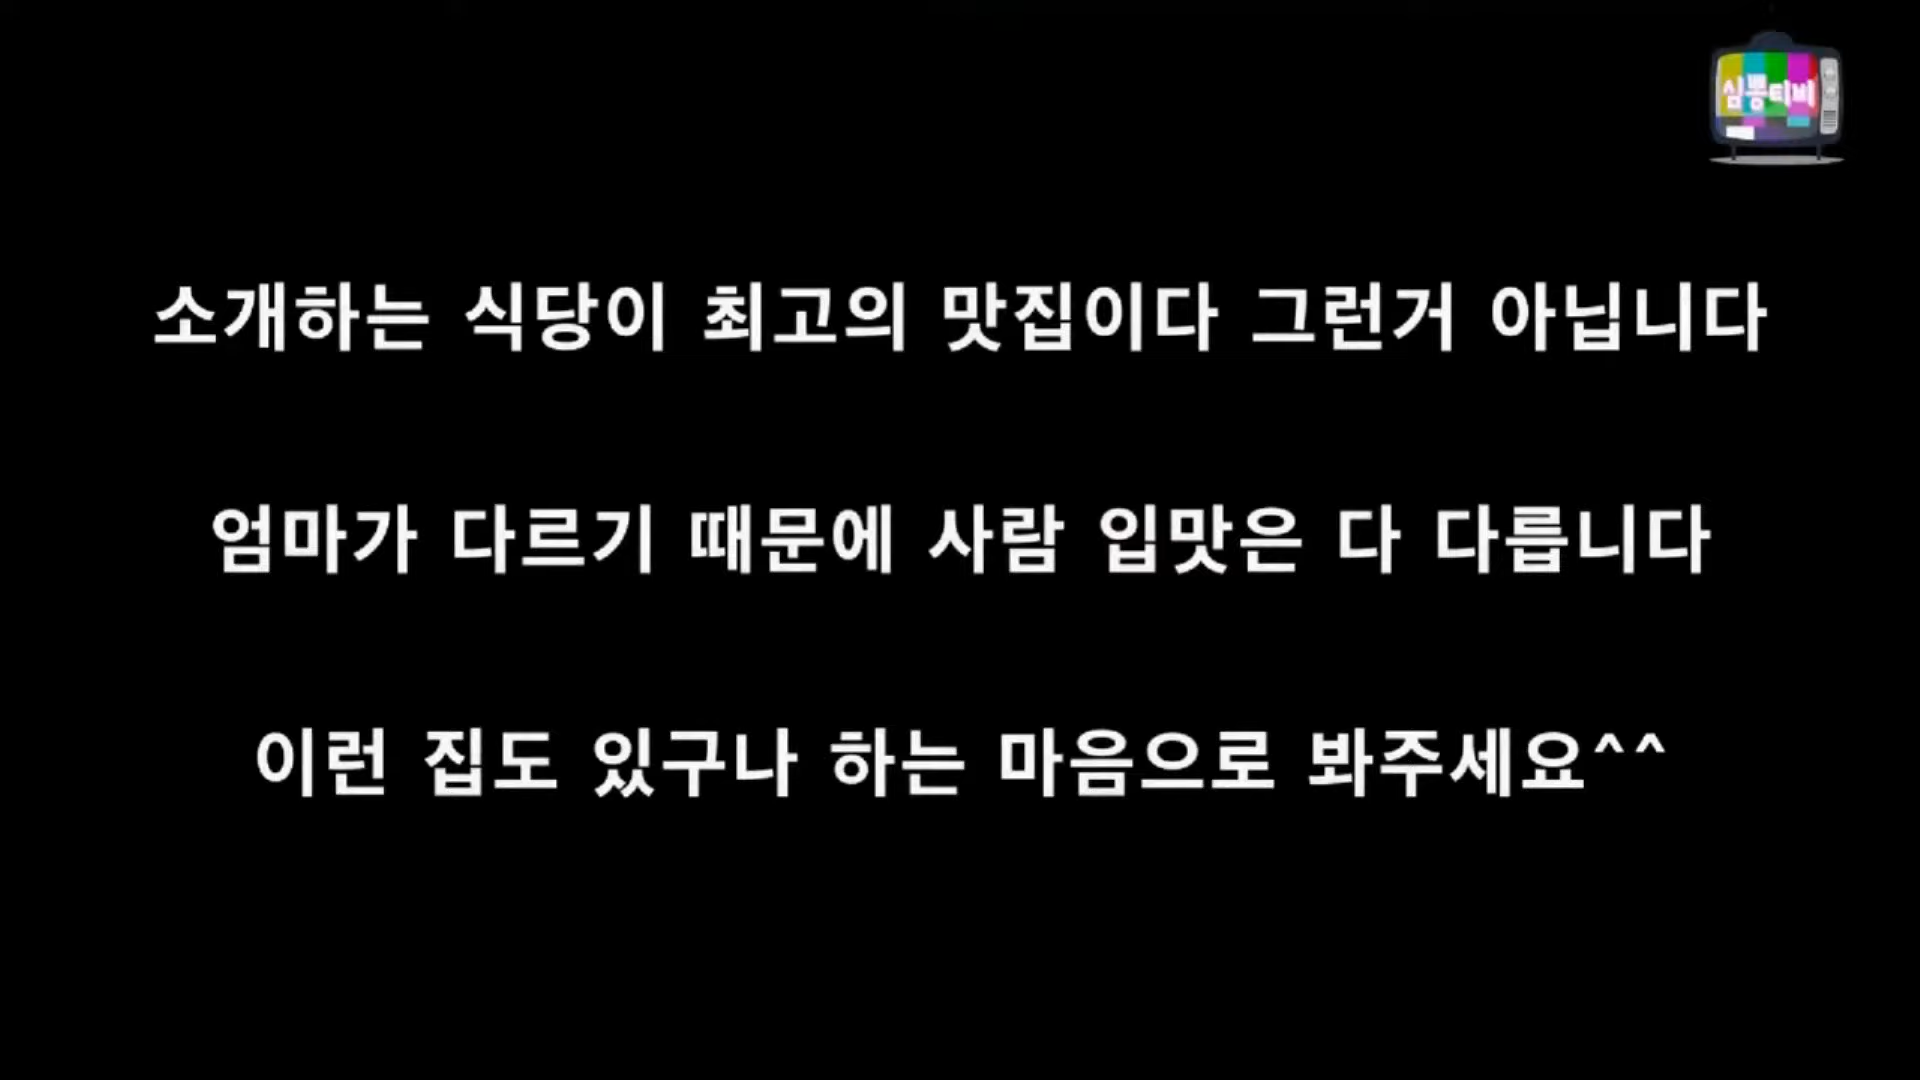 심뽕티비
소개하는 식당이 최고의 맛집이다 그런거 아닙니다
엄마가 다르기 때문에 사람 입맛은 다 다릅니다
이런 집도 있구나 하는 마음으로 봐주세요^^